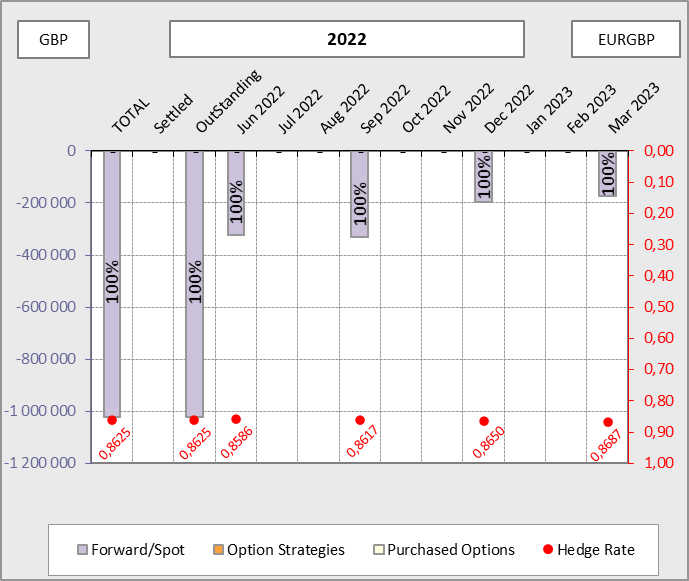 GBP
2022
EURGBP
TOTAL
Settled
OutStanding
Jun 2022
Jul 2022
Aug 2022
Sep 2022
Oct 2022
Nov 2022
Dec 2022
Jan 2023
Feb 2023
Mar 2023
0
-200 000
-400 000
-600 000
-800 000
-1 000 000
-1 200 000
100%
100%
100%
100%
100%
100%
0,8625
0,8625
0,8586
0,8617
0,8650
0,8687
0,00
0,10
0,20
0,30
0,40
0,50
0,60
0,70
0,80
0,90
1,00
Forward/Spot
Option Strategies
Purchased Options
Hedge Rate